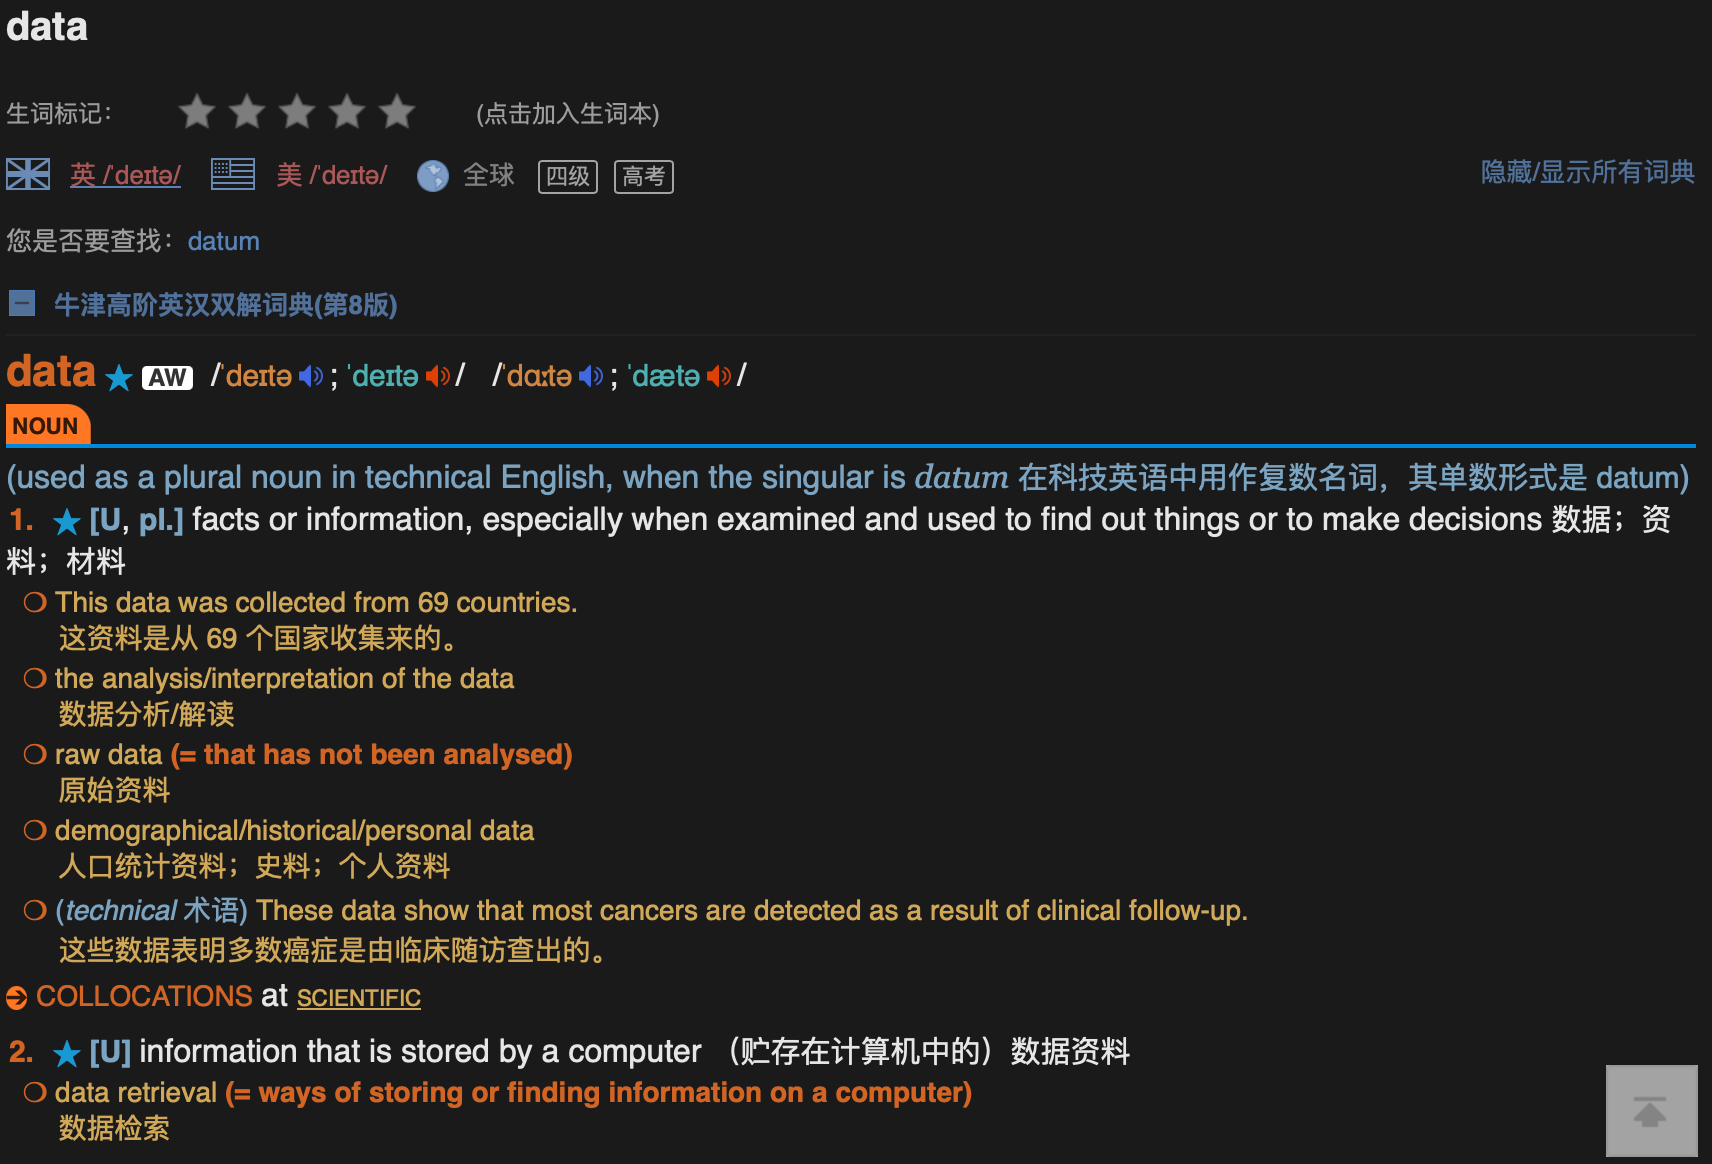 data
生词标记： (点击加入生词本)
英 /ˈdeɪtə/ 美 /ˈdeɪtə/ 全球 四级 高考 隐藏/显示所有词典
您是否要查找：datum
牛津高阶英汉双解词典(第8版)
data AW /ˈdeɪtə ; ˈdeɪtə / /ˈdɑːtə ; ˈdætə /
NOUN
(used as a plural noun in technical English, when the singular is datum 在科技英语中用作复数名词，其单数形式是 datum)
1. [U, pl.] facts or information, especially when examined and used to find out things or to make decisions 数据；资
料；材料
This data was collected from 69 countries.
这资料是从 69 个国家收集来的。
the analysis/interpretation of the data
数据分析/解读
raw data (= that has not been analysed)
原始资料
demographical/historical/personal data
人口统计资料；史料；个人资料
(technical 术语) These data show that most cancers are detected as a result of clinical follow-up.
这些数据表明多数癌症是由临床随访查出的。
COLLOCATIONS at SCIENTIFIC
2. [U] information that is stored by a computer （贮存在计算机中的）数据资料
data retrieval (= ways of storing or finding information on a computer)
数据检索